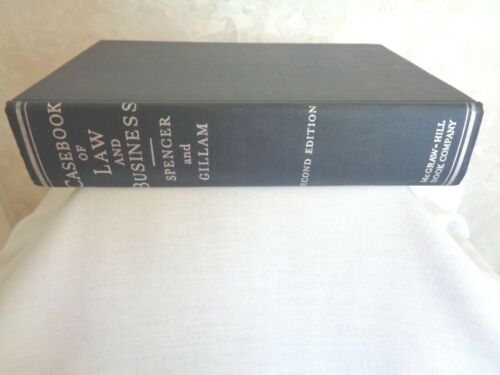 CASEBOOK
OF
LAW
AND
BUSINESS
SPENCER
and
GILLAM
SECOND EDITION
McGRAW-HILL
BOOK COMPANY